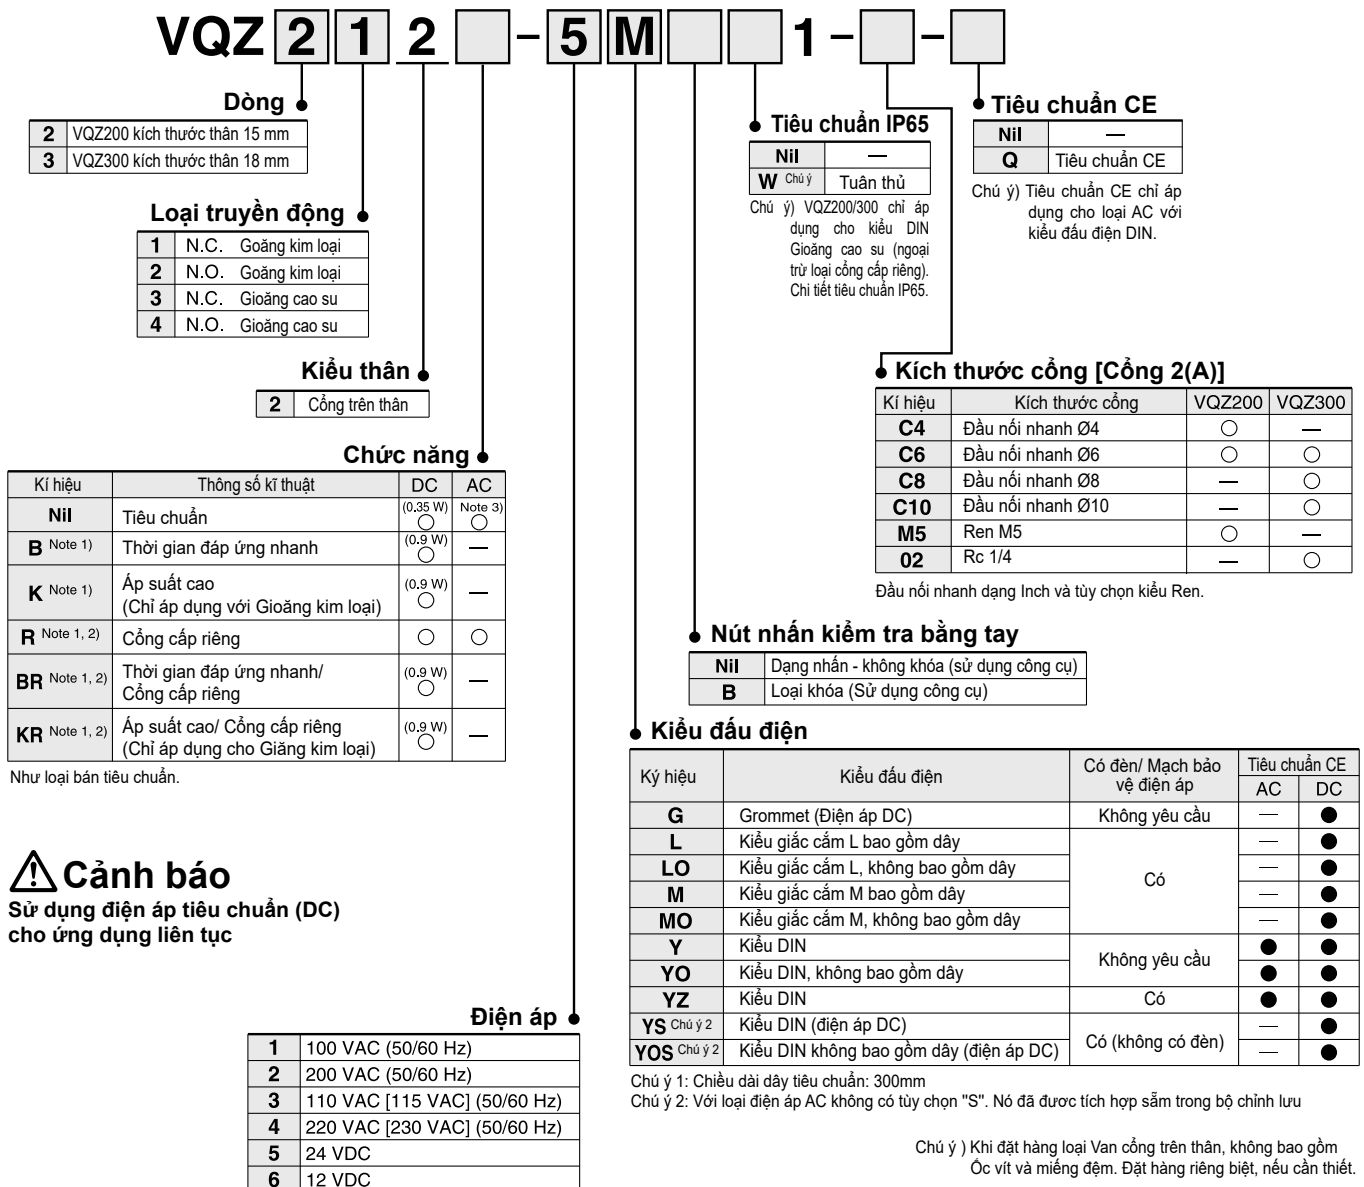 VQZ 2 1 2 - 5 M 1 - -
Dòng
2 VQZ200 kích thước thân 15 mm
3 VQZ300 kích thước thân 18 mm
Loại truyền động
1 N.C. Goăng kim loại
2 N.O. Goăng kim loại
3 N.C. Gioăng cao su
4 N.O. Gioăng cao su
Kiểu thân
2 Cổng trên thân
Chức năng
Kí hiệu Thông số kĩ thuật DC AC
Nil Tiêu chuẩn (0.35 W) ○ Note 3) ○
B Note 1) Thời gian đáp ứng nhanh (0.9 W) ○ —
K Note 1) Áp suất cao (0.9 W) ○ —
(Chỉ áp dụng với Gioăng kim loại)
R Note 1, 2) Cổng cấp riêng ○ ○
BR Note 1, 2) Thời gian đáp ứng nhanh/ (0.9 W) ○ —
Cổng cấp riêng
KR Note 1, 2) Áp suất cao/ Cổng cấp riêng (0.9 W) ○ —
(Chỉ áp dụng cho Giăng kim loại)
Như loại bán tiêu chuẩn.
Cảnh báo
Sử dụng điện áp tiêu chuẩn (DC)
cho ứng dụng liên tục
Điện áp
1 100 VAC (50/60 Hz)
2 200 VAC (50/60 Hz)
3 110 VAC [115 VAC] (50/60 Hz)
4 220 VAC [230 VAC] (50/60 Hz)
5 24 VDC
6 12 VDC
Tiêu chuẩn IP65
Nil —
W Chú ý Tuân thủ
Chú ý) VQZ200/300 chỉ áp
dụng cho kiểu DIN
Gioăng cao su (ngoại
trừ loại cổng cấp riêng).
Chi tiết tiêu chuẩn IP65.
Tiêu chuẩn CE
Nil —
Q Tiêu chuẩn CE
Chú ý) Tiêu chuẩn CE chỉ áp
dụng cho loại AC với
kiểu đấu điện DIN.
Kích thước cổng [Cổng 2(A)]
Kí hiệu Kích thước cổng VQZ200 VQZ300
C4 Đầu nối nhanh Ø4 ○ —
C6 Đầu nối nhanh Ø6 ○ ○
C8 Đầu nối nhanh Ø8 — ○
C10 Đầu nối nhanh Ø10 — ○
M5 Ren M5 ○ —
02 Rc 1/4 — ○
Đầu nối nhanh dạng Inch và tùy chọn kiểu Ren.
Nút nhấn kiểm tra bằng tay
Nil Dạng nhấn - không khóa (sử dụng công cụ)
B Loại khóa (Sử dụng công cụ)
Kiểu đấu điện
Ký hiệu Kiểu đấu điện Có đèn/ Mạch bảo vệ điện áp Tiêu chuẩn CE
AC DC
G Grommet (Điện áp DC) Không yêu cầu — ●
L Kiểu giắc cắm L bao gồm dây Có — ●
LO Kiểu giắc cắm L, không bao gồm dây — ●
M Kiểu giắc cắm M bao gồm dây — ●
MO Kiểu giắc cắm M, không bao gồm dây — ●
Y Kiểu DIN Không yêu cầu ● ●
YO Kiểu DIN, không bao gồm dây ● ●
YZ Kiểu DIN Có ● ●
YS Chú ý 2 Kiểu DIN (điện áp DC) Có (không có đèn) — ●
YOS Chú ý 2 Kiểu DIN không bao gồm dây (điện áp DC) — ●
Chú ý 1: Chiều dài dây tiêu chuẩn: 300mm
Chú ý 2: Với loại điện áp AC không có tùy chọn "S". Nó đã đươc tích hợp sẵm trong bộ chỉnh lưu
Chú ý ) Khi đặt hàng loại Van cổng trên thân, không bao gồm
Ốc vít và miếng đệm. Đặt hàng riêng biệt, nếu cần thiết.